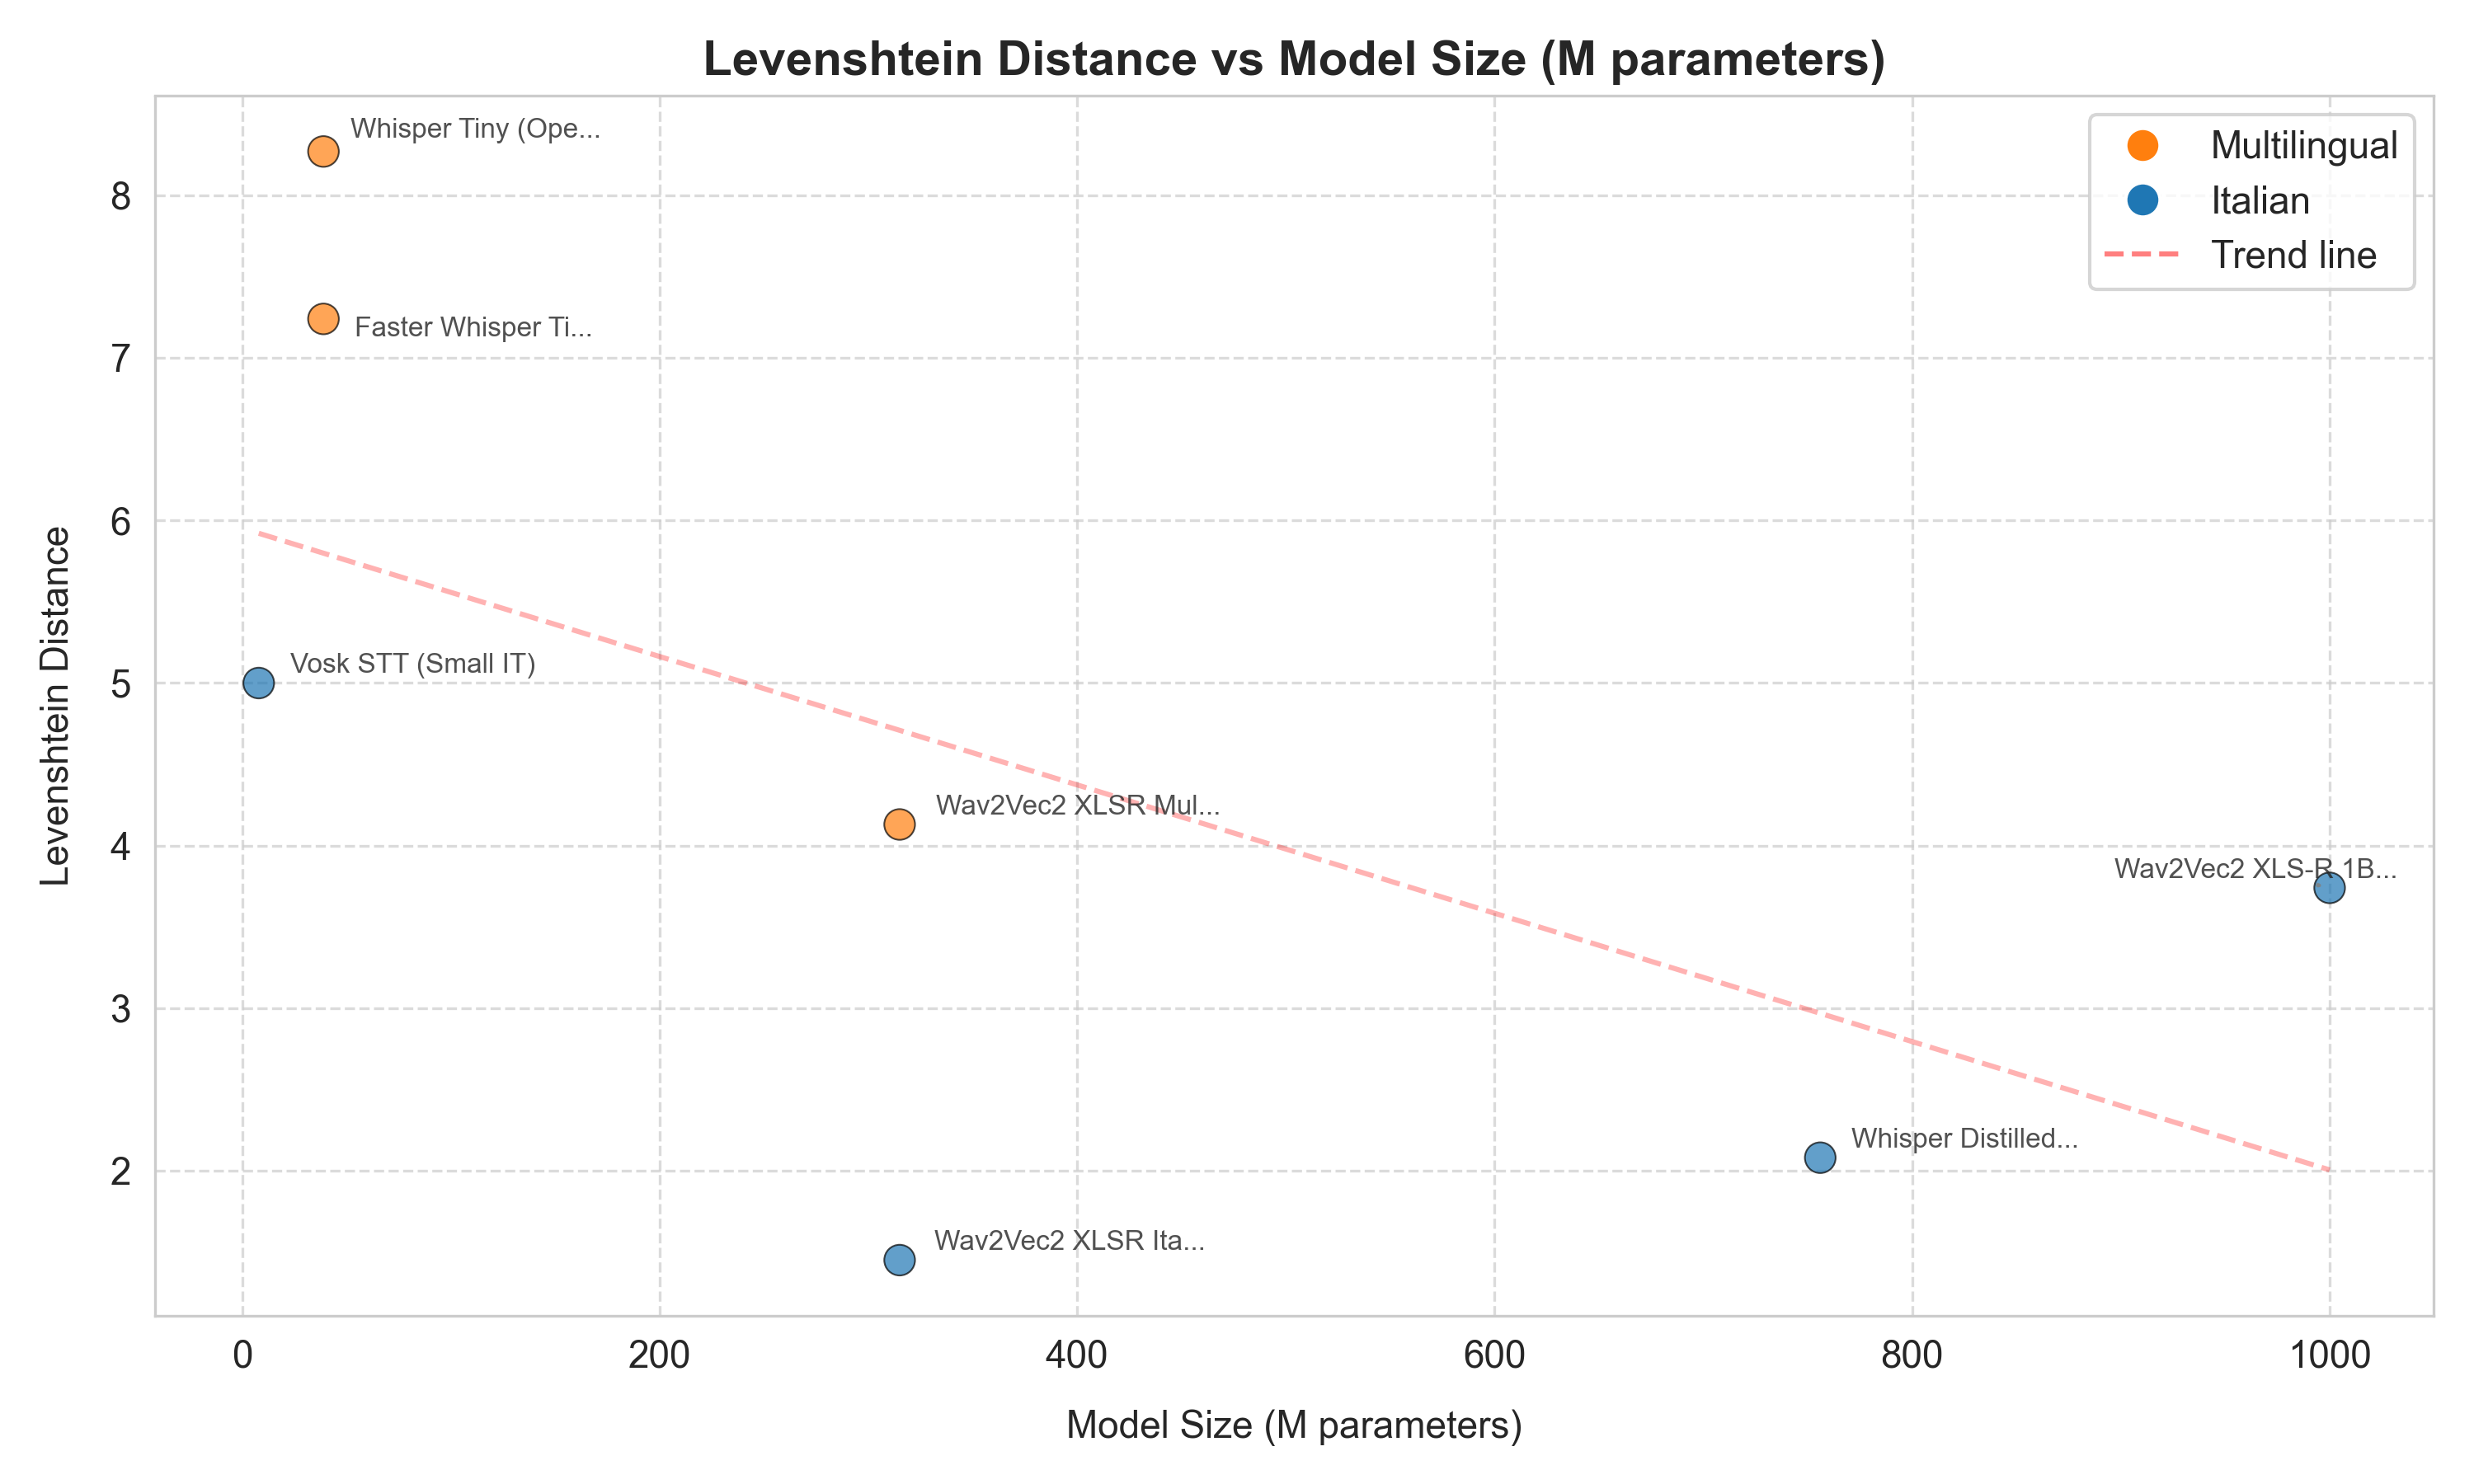 Levenshtein Distance vs Model Size (M parameters)
Whisper Tiny (Ope...
Multilingual
Italian
Trend line
Faster Whisper Ti...
Vosk STT (Small IT)
Wav2Vec2 XLSR Mul...
Wav2Vec2 XLS-R 1B...
Whisper Distilled...
Wav2Vec2 XLSR Ita...
8
7
6
5
4
3
2
Levenshtein Distance
0 200 400 600 800 1000
Model Size (M parameters)